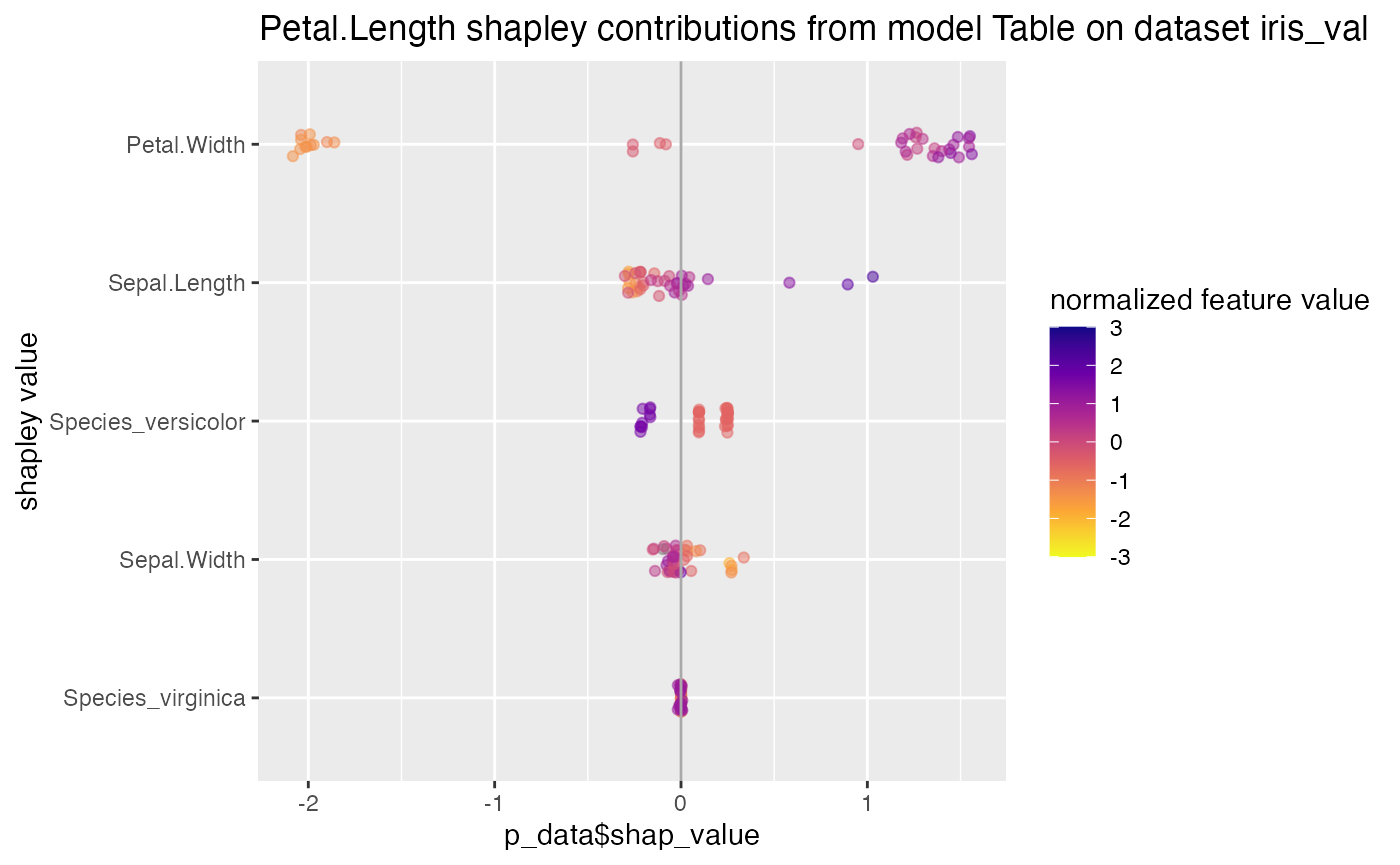 Petal.Length shapley contributions from model Table on dataset iris_val
Petal.Width
Sepal.Length
Species_versicolor
Sepal.Width
Species_virginica
shapley value
-2
-1
0
1
p_data$shap_value
normalized feature value
3
2
1
0
-1
-2
-3